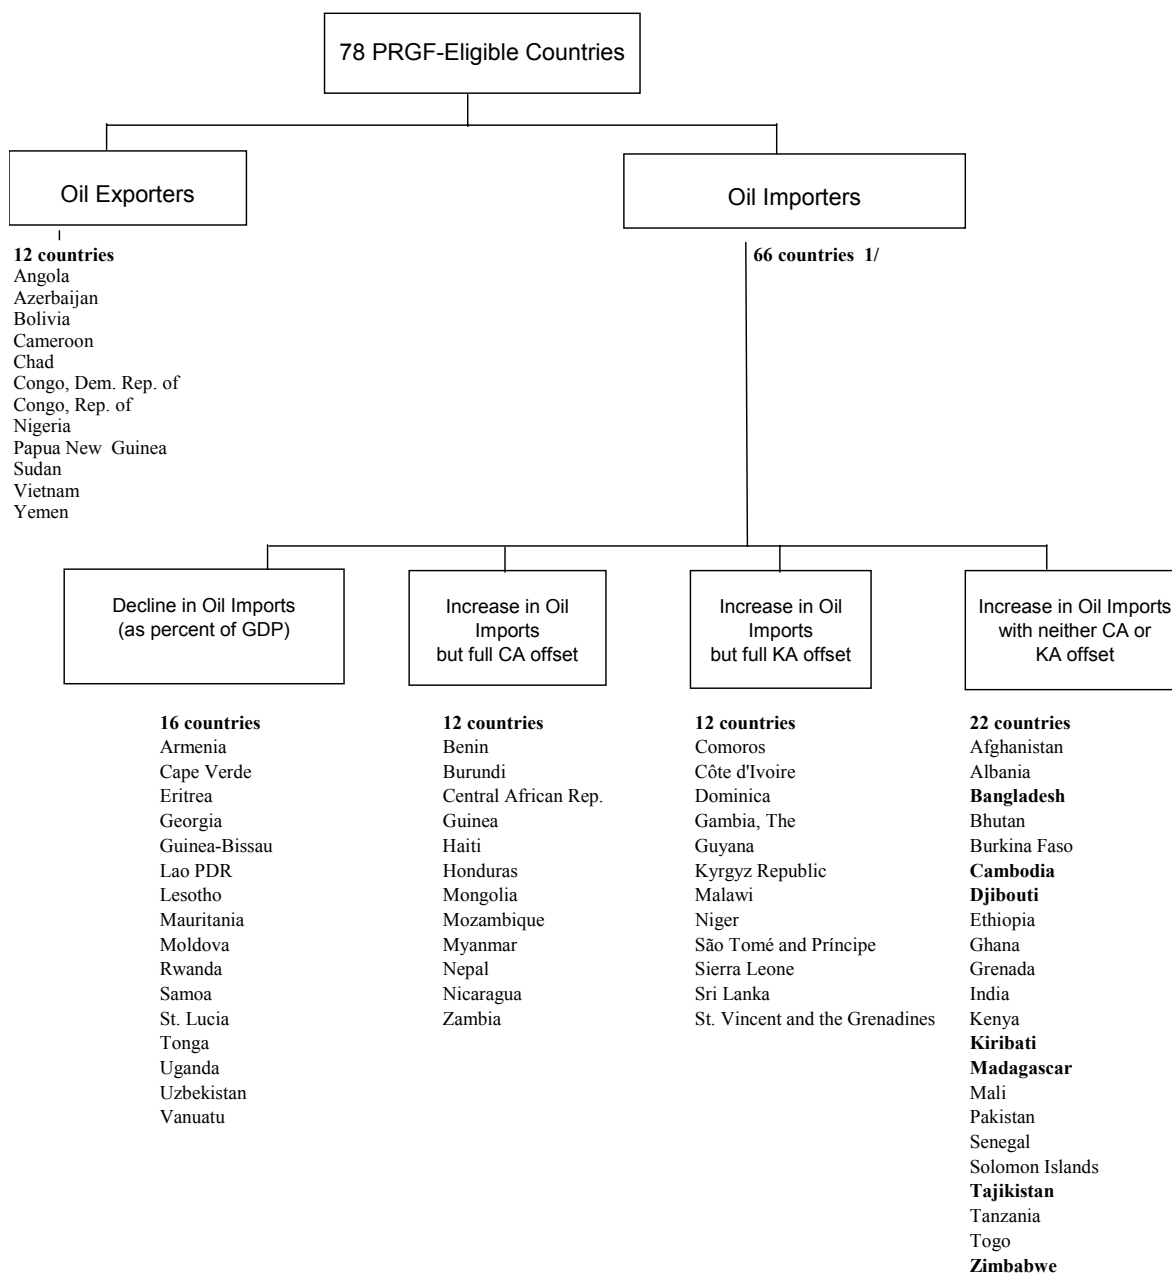 78 PRGF-Eligible Countries
Oil Exporters
Oil Importers
12 countries
Angola
Azerbaijan
Bolivia
Cameroon
Chad
Congo, Dem. Rep. of
Congo, Rep. of
Nigeria
Papua New Guinea
Sudan
Vietnam
Yemen
66 countries 1/
Decline in Oil Imports
(as percent of GDP)
Increase in Oil
Imports
but full CA offset
Increase in Oil
Imports
but full KA offset
Increase in Oil Imports
with neither CA or
KA offset
16 countries
Armenia
Cape Verde
Eritrea
Georgia
Guinea-Bissau
Lao PDR
Lesotho
Mauritania
Moldova
Rwanda
Samoa
St. Lucia
Tonga
Uganda
Uzbekistan
Vanuatu
12 countries
Benin
Burundi
Central African Rep.
Guinea
Haiti
Honduras
Mongolia
Mozambique
Myanmar
Nepal
Nicaragua
Zambia
12 countries
Comoros
Côte d'Ivoire
Dominica
Gambia, The
Guyana
Kyrgyz Republic
Malawi
Niger
São Tomé and Príncipe
Sierra Leone
Sri Lanka
St. Vincent and the Grenadines
22 countries
Afghanistan
Albania
Bangladesh
Bhutan
Burkina Faso
Cambodia
Djibouti
Ethiopia
Ghana
Grenada
India
Kenya
Kiribati
Madagascar
Mali
Pakistan
Senegal
Solomon Islands
Tajikistan
Tanzania
Togo
Zimbabwe